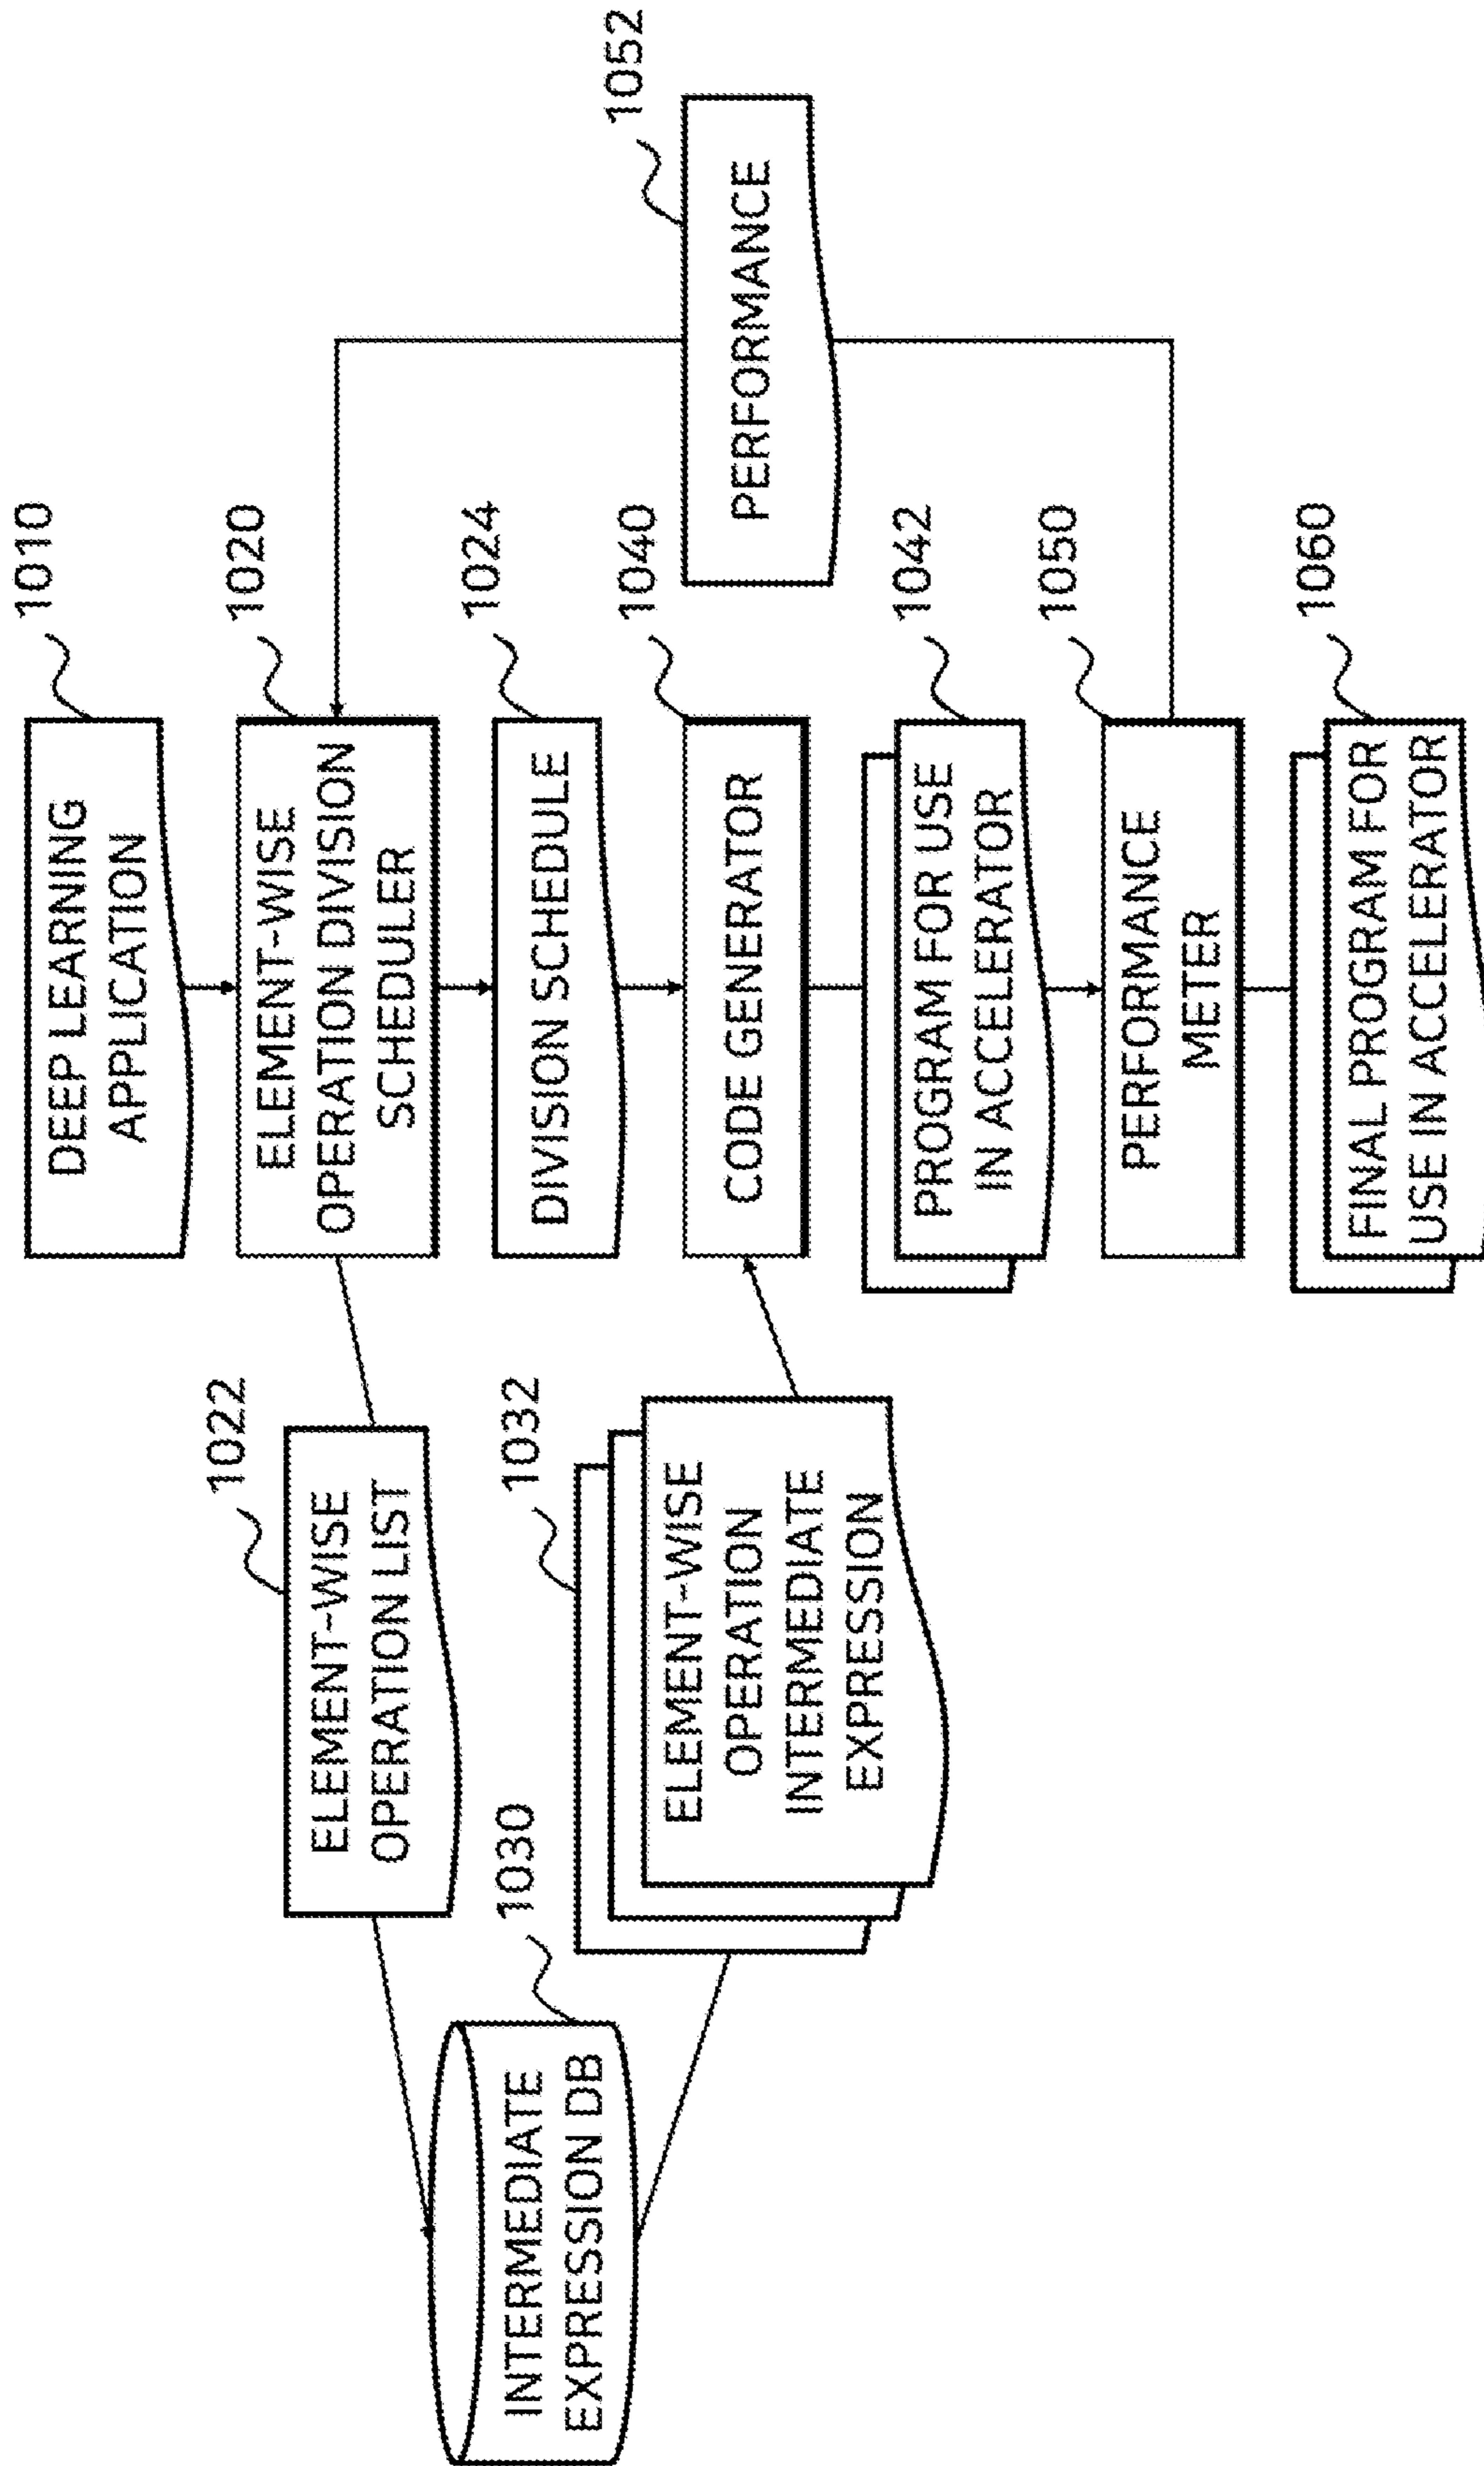 1010
DEEP LEARNING
APPLICATION
1020
ELEMENT-WISE
OPERATION DIVISION
SCHEDULER
1022
ELEMENT-WISE
OPERATION LIST
1024
DIVISION SCHEDULE
1030
INTERMEDIATE
EXPRESSION DB
1032
ELEMENT-WISE
OPERATION
INTERMEDIATE
EXPRESSION
1040
CODE GENERATOR
1052
PERFORMANCE
1042
PROGRAM FOR USE
IN ACCELERATOR
1050
PERFORMANCE
METER
1060
FINAL PROGRAM FOR
USE IN ACCELERATOR